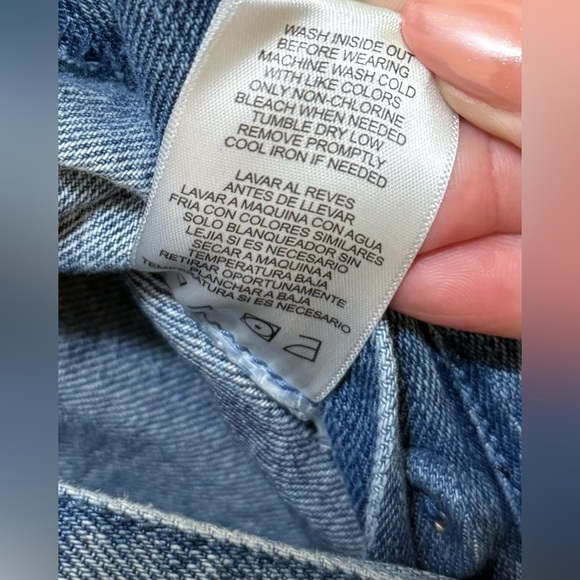 WASH INSIDE OUT
BEFORE WEARING
MACHINE WASH COLD
WITH LIKE COLORS
ONLY NON-CHLORINE
BLEACH WHEN NEEDED
TUMBLE DRY LOW
REMOVE PROMPTLY
COOL IRON IF NEEDED
LAVAR AL REVES
ANTES DE LLEVAR
LAVAR A MAQUINA CON AGUA
FRIA CON COLORES SIMILARES
SOLO BLANQUEADOR SIN
LEJIA SI ES NECESARIO
SECAR A MAQUINA A
TEMPERATURA BAJA
RETIRAR OPORTUNAMENTE
PLANCHAR A BAJA
TEMPERATURA SI ES NECESARIO